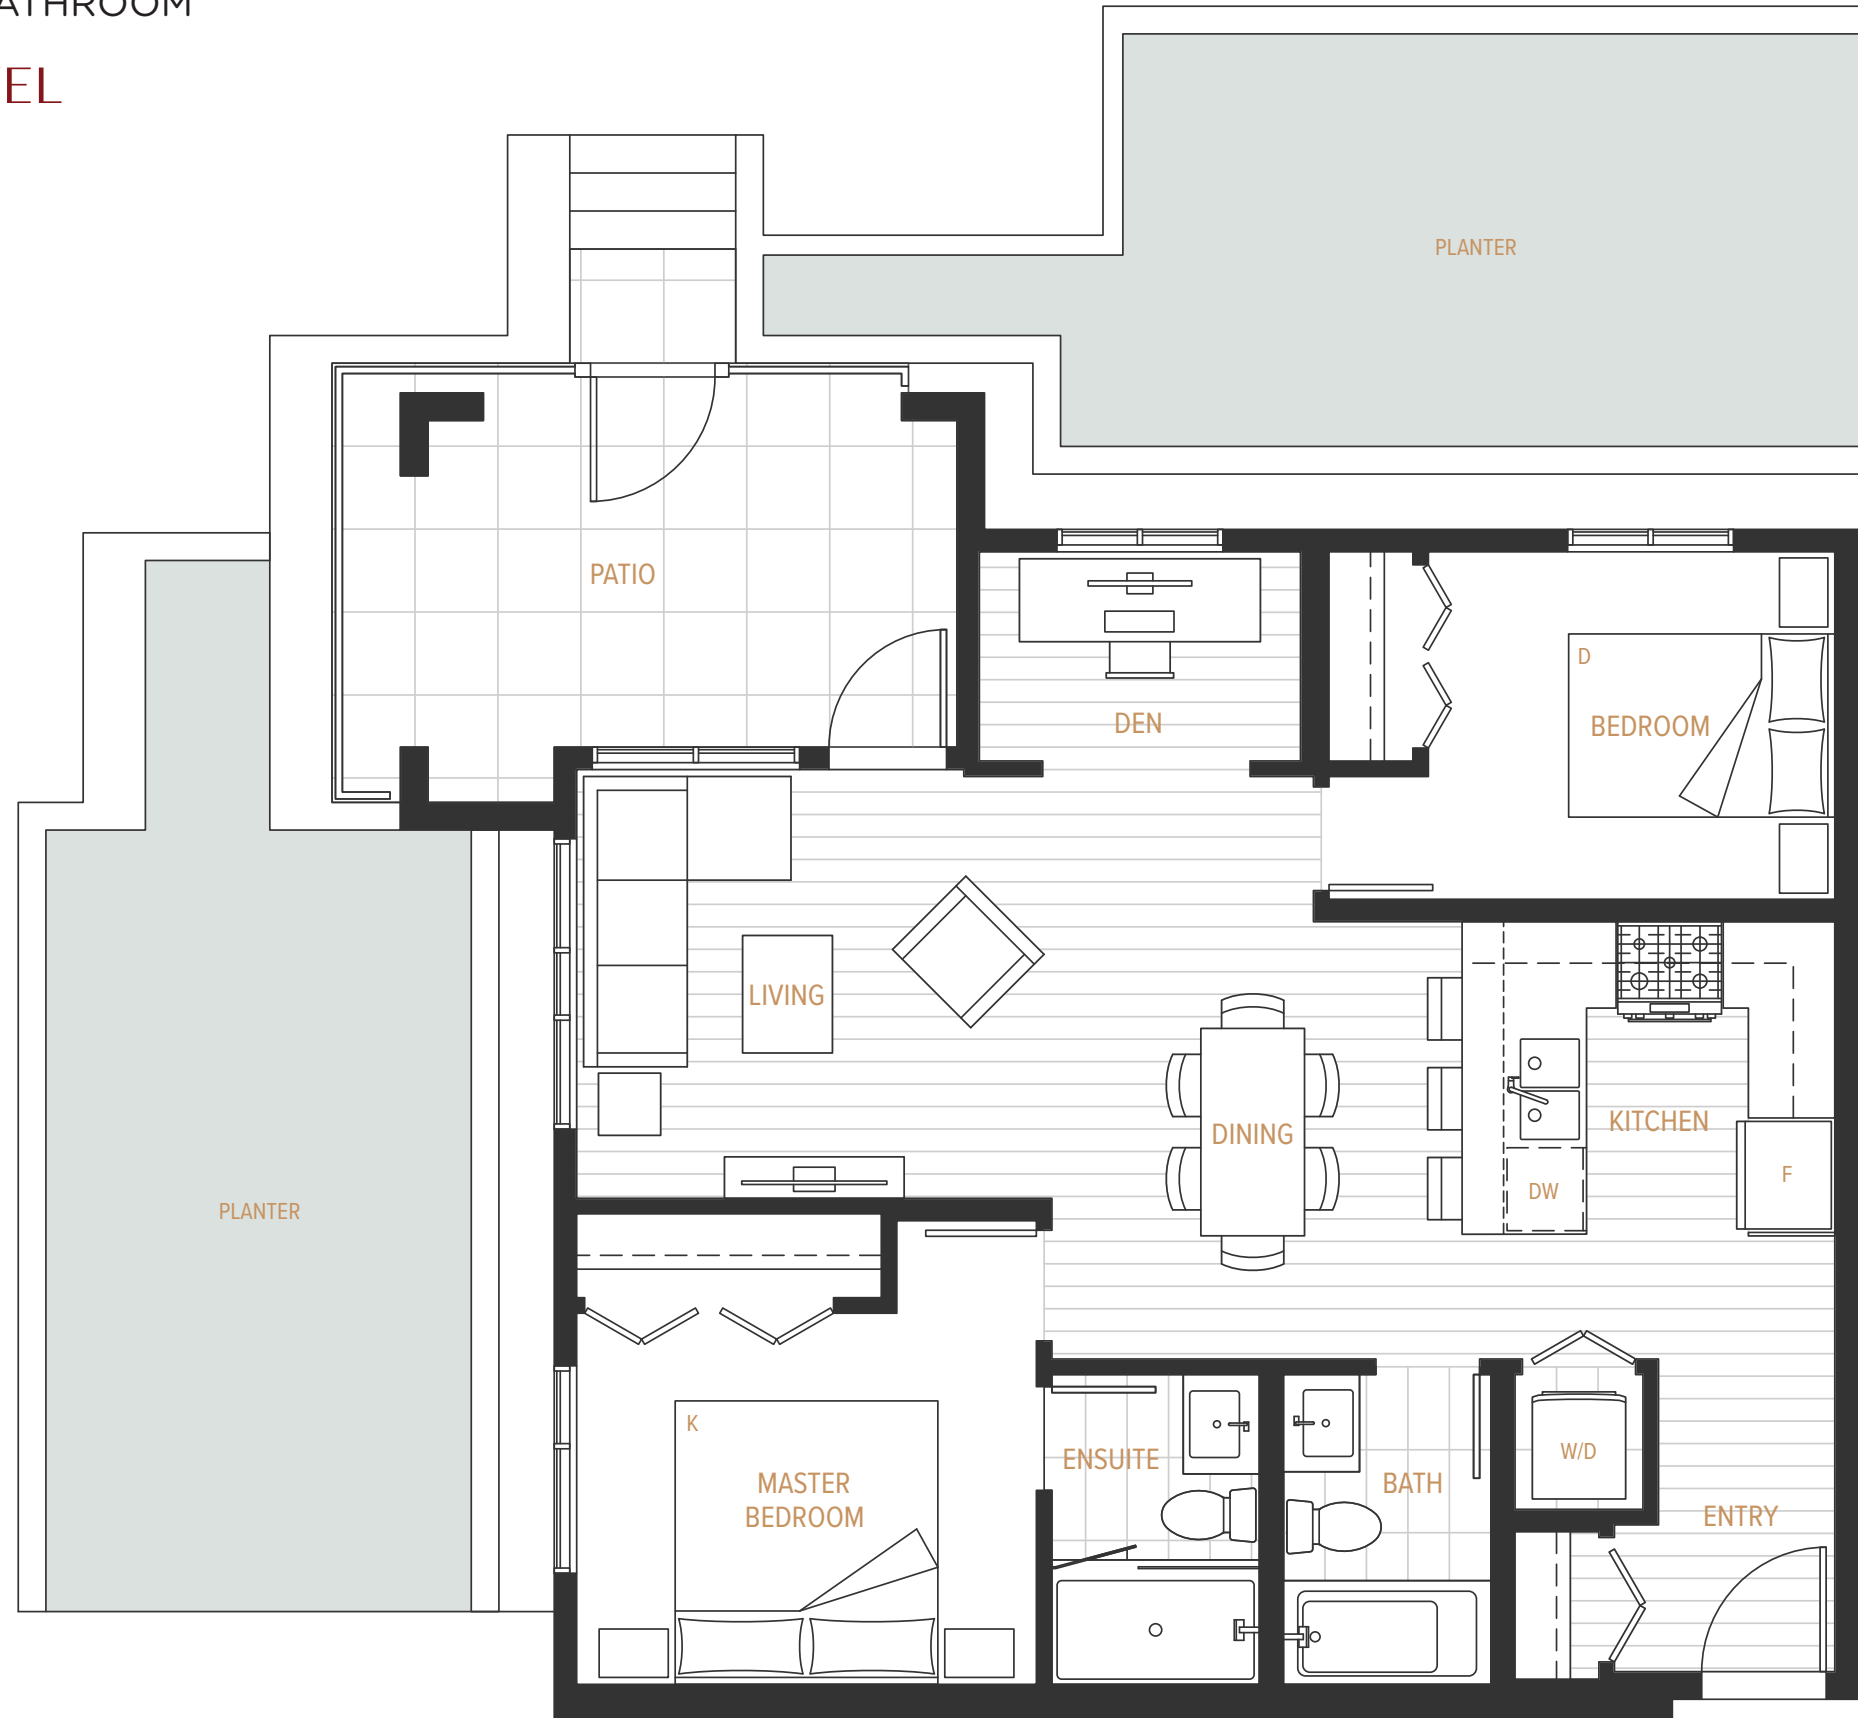 ATHROOM
EL
PLANTER
PATIO
DEN
D
BEDROOM
LIVING
DINING
KITCHEN
DW
F
PLANTER
K
MASTER
BEDROOM
ENSUITE
BATH
W/D
ENTRY